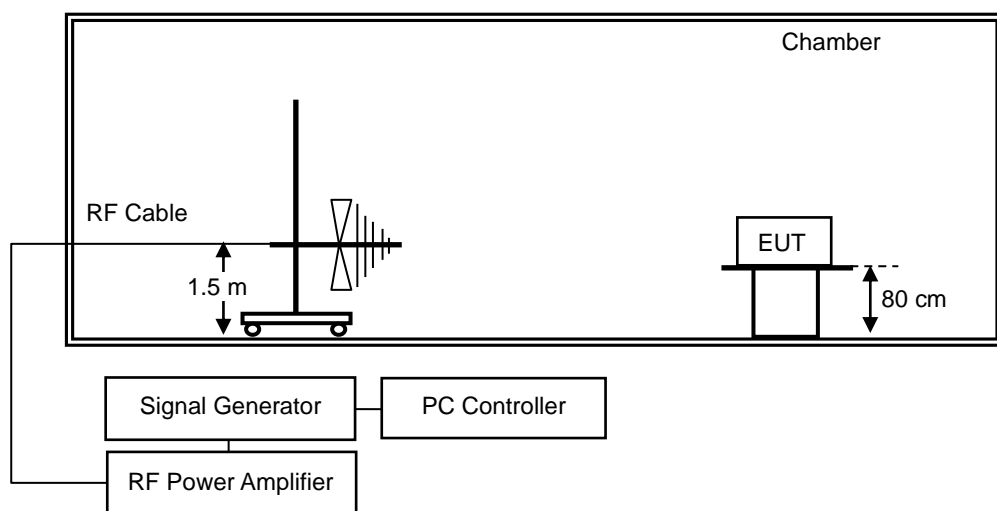 Chamber
RF Cable
EUT
1.5 m
80 cm
Signal Generator
PC Controller
RF Power Amplifier